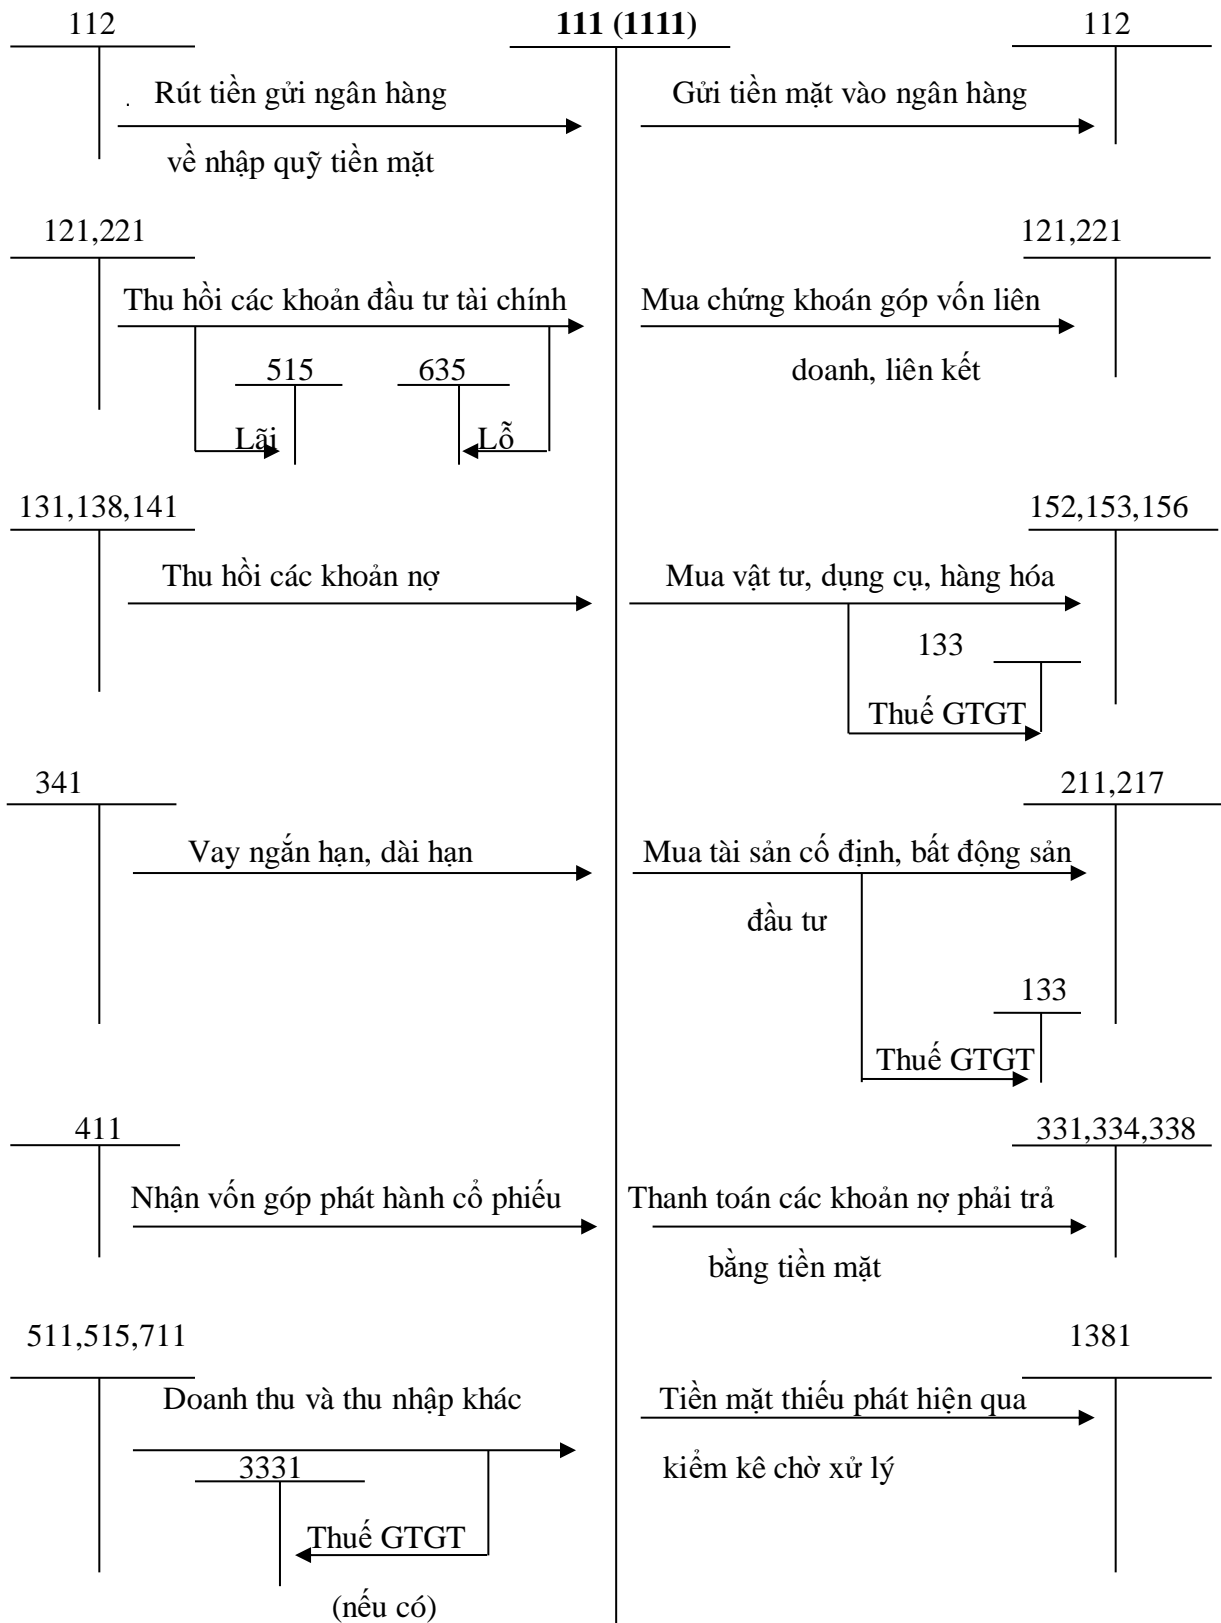 112
111 (1111)
112
Rút tiền gửi ngân hàng
Gửi tiền mặt vào ngân hàng
về nhập quỹ tiền mặt
121,221
121,221
Thu hồi các khoản đầu tư tài chính
Mua chứng khoán góp vốn liên
515
635
doanh, liên kết
Lãi
Lỗ
131,138,141
152,153,156
Thu hồi các khoản nợ
Mua vật tư, dụng cụ, hàng hóa
133
Thuế GTGT
341
211,217
Vay ngắn hạn, dài hạn
Mua tài sản cố định, bất động sản
đầu tư
133
Thuế GTGT
411
331,334,338
Nhận vốn góp phát hành cổ phiếu
Thanh toán các khoản nợ phải trả
bằng tiền mặt
511,515,711
1381
Doanh thu và thu nhập khác
Tiền mặt thiếu phát hiện qua
3331
kiểm kê chờ xử lý
Thuế GTGT
(nếu có)